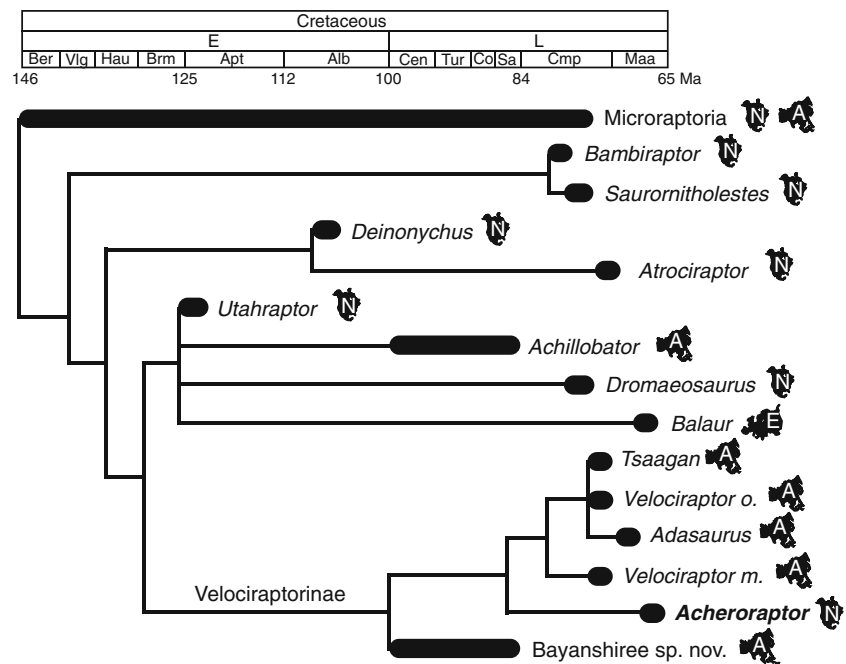 Cretaceous
E L
Ber Vlg Hau Brm Apt Alb Cen Tur Co Sa Cmp Maa
146 125 112 100 84 65 Ma
Microraptoria N A
Bambiraptor N
Saurornitholestes N
Deinonychus N
Atrociraptor N
Utahraptor N
Achillobator A
Dromaeosaurus N
Balaur E
Tsaagan A
Velociraptor o. A
Adasaurus A
Velociraptor m. A
Velociraptorinae
Acheroraptor N
Bayanshiree sp. nov. A